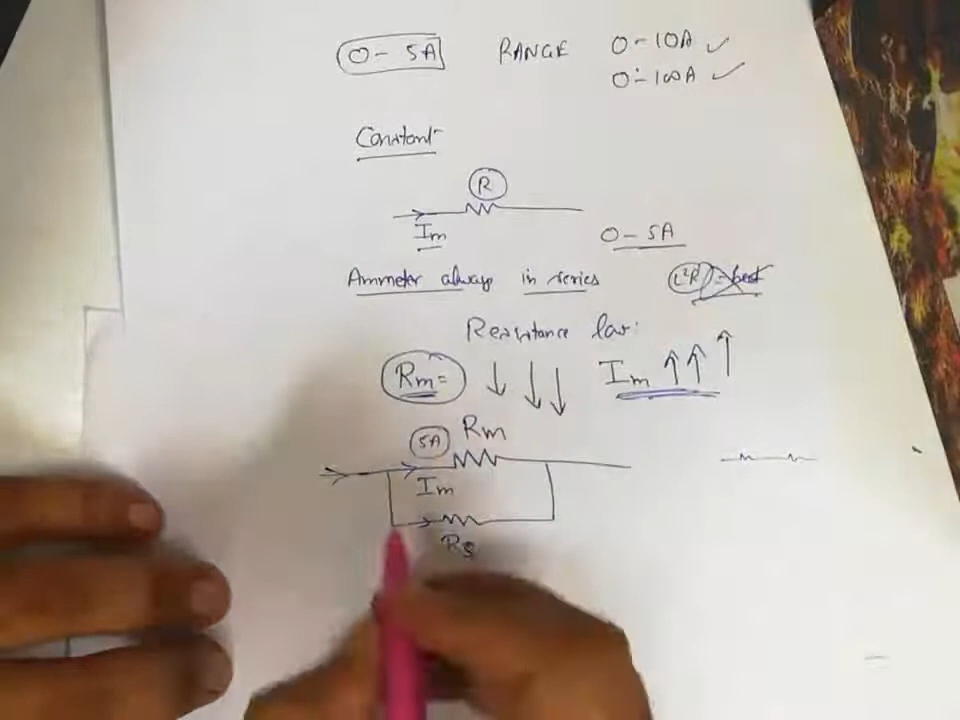 0 - 5A RANGE 0 - 10A
0 - 100A
Constant
R
Im
0 - 5A
Ammeter always in series I²R = heat
Resistance low:
Rm = Im
5A Rm
Im
Rs